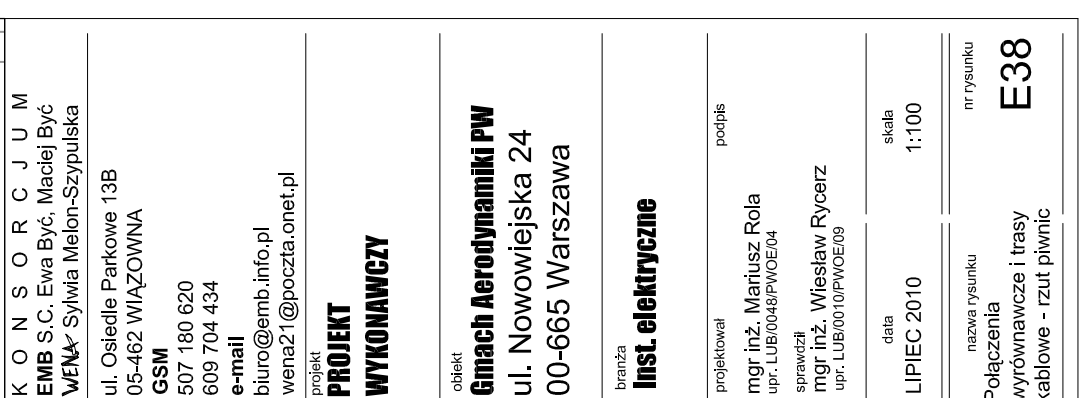 K O N S O R C J U M
EMB S.C. Ewa Być, Maciej Być
WENA Sylwia Melon-Szypulska
ul. Osiedle Parkowe 13B
05-462 WIĄZOWNA
GSM
507 180 620
609 704 434
e-mail
biuro@emb.info.pl
wena21@poczta.onet.pl
projekt
PROJEKT
WYKONAWCZY
obiekt
Gmach Aerodynamiki PW
ul. Nowowiejska 24
00-665 Warszawa
branża
Inst. elektryczne
projektował podpis
mgr inż. Mariusz Rola
upr. LUB/0048/PWOE/04
sprawdził
mgr inż. Wiesław Rycerz
upr. LUB/0010/PWOE/09
data skala
LIPIEC 2010 1:100
nazwa rysunku nr rysunku
Połączenia E38
wyrównawcze i trasy
kablowe - rzut piwnic